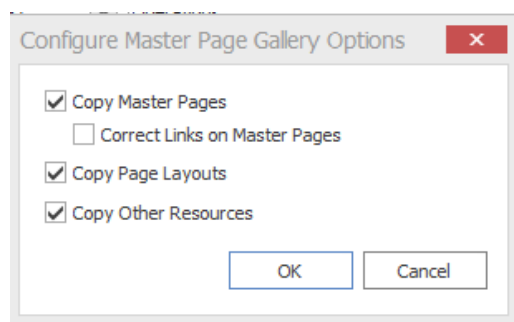 Configure Master Page Gallery Options
Copy Master Pages
Correct Links on Master Pages
Copy Page Layouts
Copy Other Resources
OK Cancel